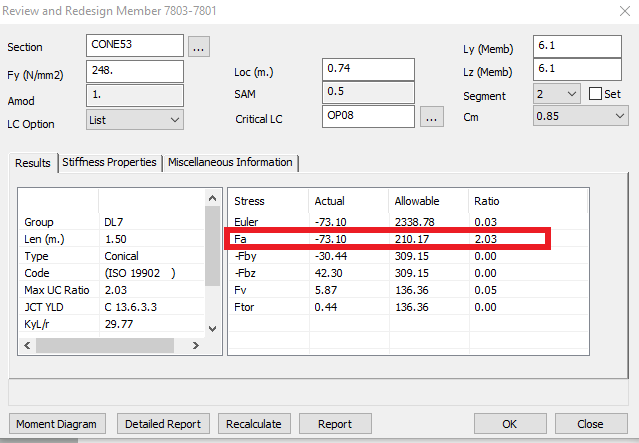 Review and Redesign Member 7803-7801
Section CONE53 ... Ly (Memb) 6.1
Fy (N/mm2) 248. Loc (m.) 0.74 Lz (Memb) 6.1
Amod 1. SAM 0.5 Segment 2 Set
LC Option List Critical LC OP08 ... Cm 0.85
Results Stiffness Properties Miscellaneous Information
Stress Actual Allowable Ratio
Group DL7 Euler -73.10 2338.78 0.03
Len (m.) 1.50 Fa -73.10 210.17 2.03
Type Conical -Fby -30.44 309.15 0.00
Code (ISO 19902 ) -Fbz 42.30 309.15 0.00
Max UC Ratio 2.03 Fv 5.87 136.36 0.05
JCT YLD C 13.6.3.3 Ftor 0.44 136.36 0.00
KyL/r 29.77
Moment Diagram Detailed Report Recalculate Report OK Close